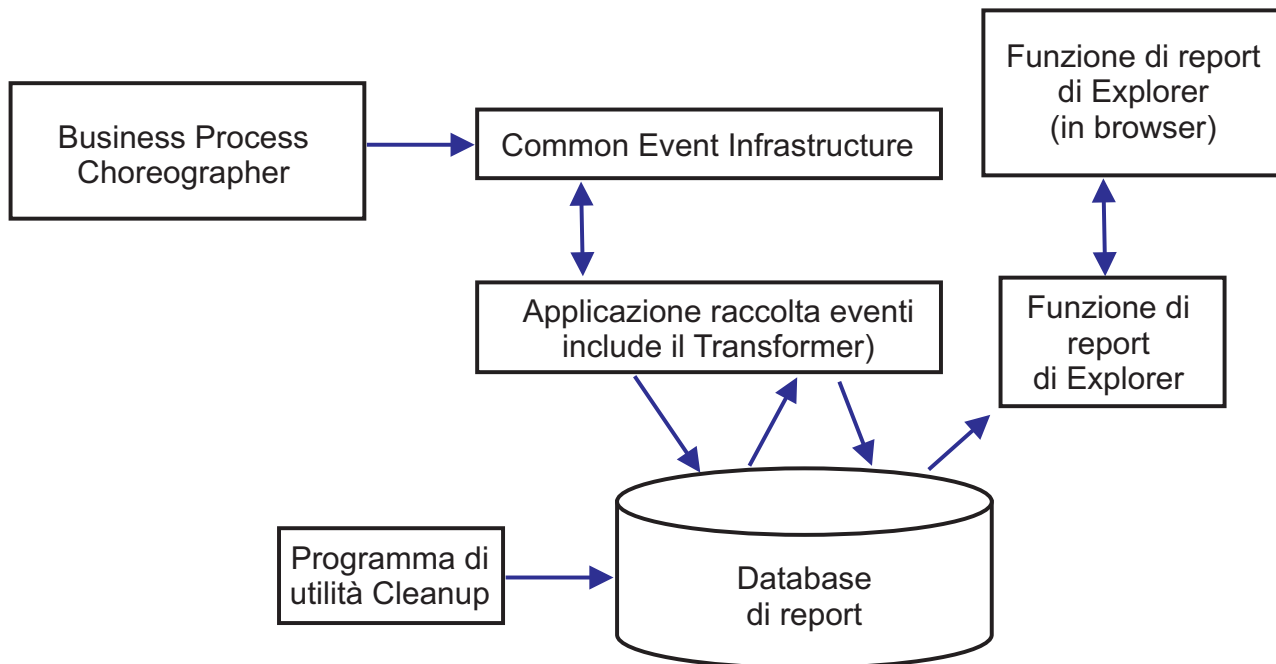 Business Process
Choreographer
Common Event Infrastructure
Funzione di report
di Explorer
(in browser)
Applicazione raccolta eventi
include il Transformer)
Funzione di
report
di Explorer
Programma di
utilità Cleanup
Database
di report